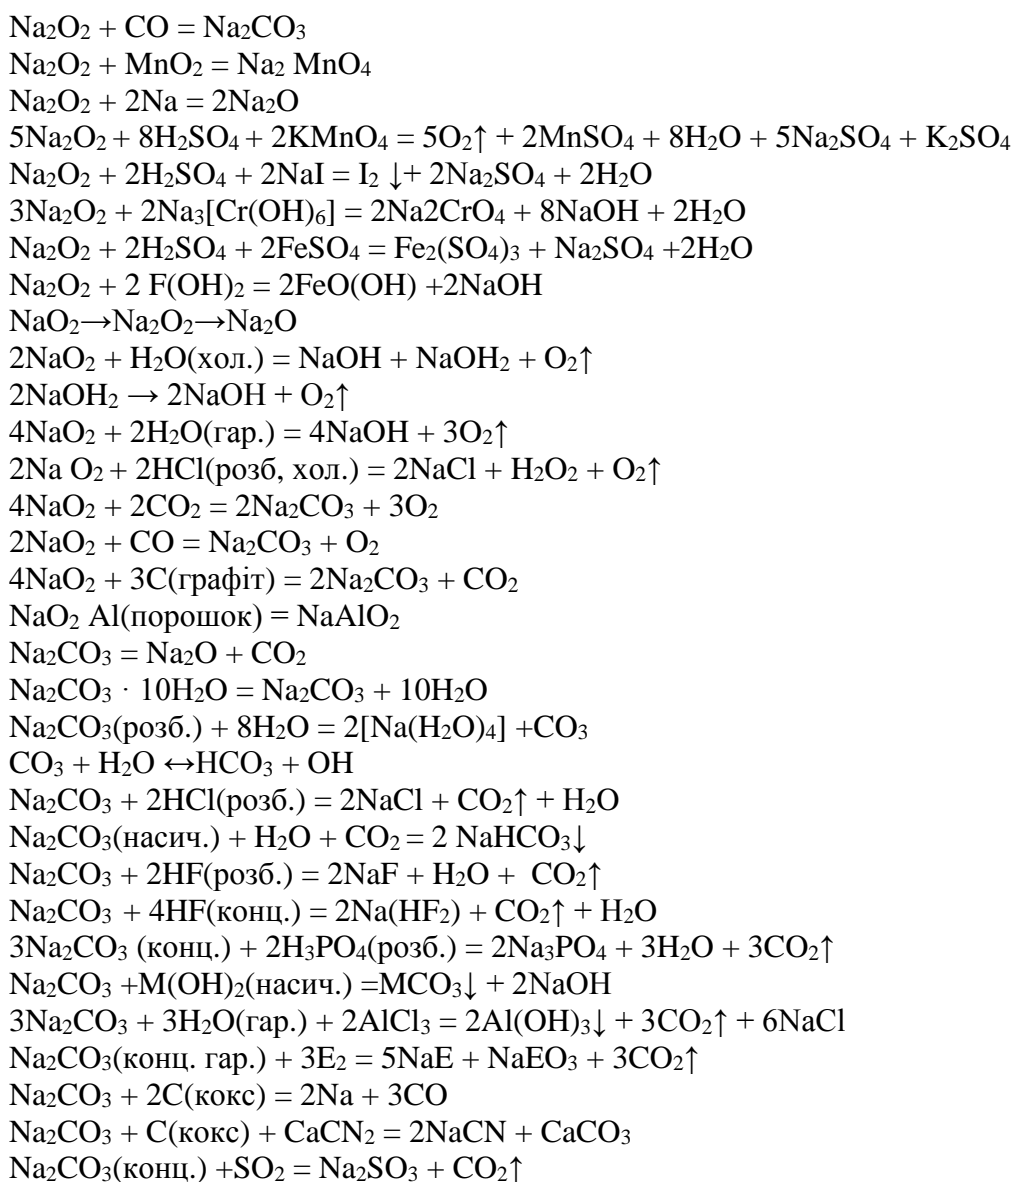 Na₂O₂ + CO = Na₂CO₃
Na₂O₂ + MnO₂ = Na₂ MnO₄
Na₂O₂ + 2Na = 2Na₂O
5Na₂O₂ + 8H₂SO₄ + 2KMnO₄ = 5O₂↑ + 2MnSO₄ + 8H₂O + 5Na₂SO₄ + K₂SO₄
Na₂O₂ + 2H₂SO₄ + 2NaI = I₂ ↓+ 2Na₂SO₄ + 2H₂O
3Na₂O₂ + 2Na₃[Cr(OH)₆] = 2Na2CrO₄ + 8NaOH + 2H₂O
Na₂O₂ + 2H₂SO₄ + 2FeSO₄ = Fe₂(SO₄)₃ + Na₂SO₄ +2H₂O
Na₂O₂ + 2 F(OH)₂ = 2FeO(OH) +2NaOH
NaO₂→Na₂O₂→Na₂O
2NaO₂ + H₂O(хол.) = NaOH + NaOH₂ + O₂↑
2NaOH₂ → 2NaOH + O₂↑
4NaO₂ + 2H₂O(гар.) = 4NaOH + 3O₂↑
2Na O₂ + 2HCl(розб, хол.) = 2NaCl + H₂O₂ + O₂↑
4NaO₂ + 2CO₂ = 2Na₂CO₃ + 3O₂
2NaO₂ + CO = Na₂CO₃ + O₂
4NaO₂ + 3C(графіт) = 2Na₂CO₃ + CO₂
NaO₂ Al(порошок) = NaAlO₂
Na₂CO₃ = Na₂O + CO₂
Na₂CO₃ · 10H₂O = Na₂CO₃ + 10H₂O
Na₂CO₃(розб.) + 8H₂O = 2[Na(H₂O)₄] +CO₃
CO₃ + H₂O ↔HCO₃ + OH
Na₂CO₃ + 2HCl(розб.) = 2NaCl + CO₂↑ + H₂O
Na₂CO₃(насич.) + H₂O + CO₂ = 2 NaHCO₃↓
Na₂CO₃ + 2HF(розб.) = 2NaF + H₂O + CO₂↑
Na₂CO₃ + 4HF(конц.) = 2Na(HF₂) + CO₂↑ + H₂O
3Na₂CO₃ (конц.) + 2H₃PO₄(розб.) = 2Na₃PO₄ + 3H₂O + 3CO₂↑
Na₂CO₃ +M(OH)₂(насич.) =MCO₃↓ + 2NaOH
3Na₂CO₃ + 3H₂O(гар.) + 2AlCl₃ = 2Al(OH)₃↓ + 3CO₂↑ + 6NaCl
Na₂CO₃(конц. гар.) + 3E₂ = 5NaE + NaEO₃ + 3CO₂↑
Na₂CO₃ + 2C(кокс) = 2Na + 3CO
Na₂CO₃ + C(кокс) + CaCN₂ = 2NaCN + CaCO₃
Na₂CO₃(конц.) +SO₂ = Na₂SO₃ + CO₂↑